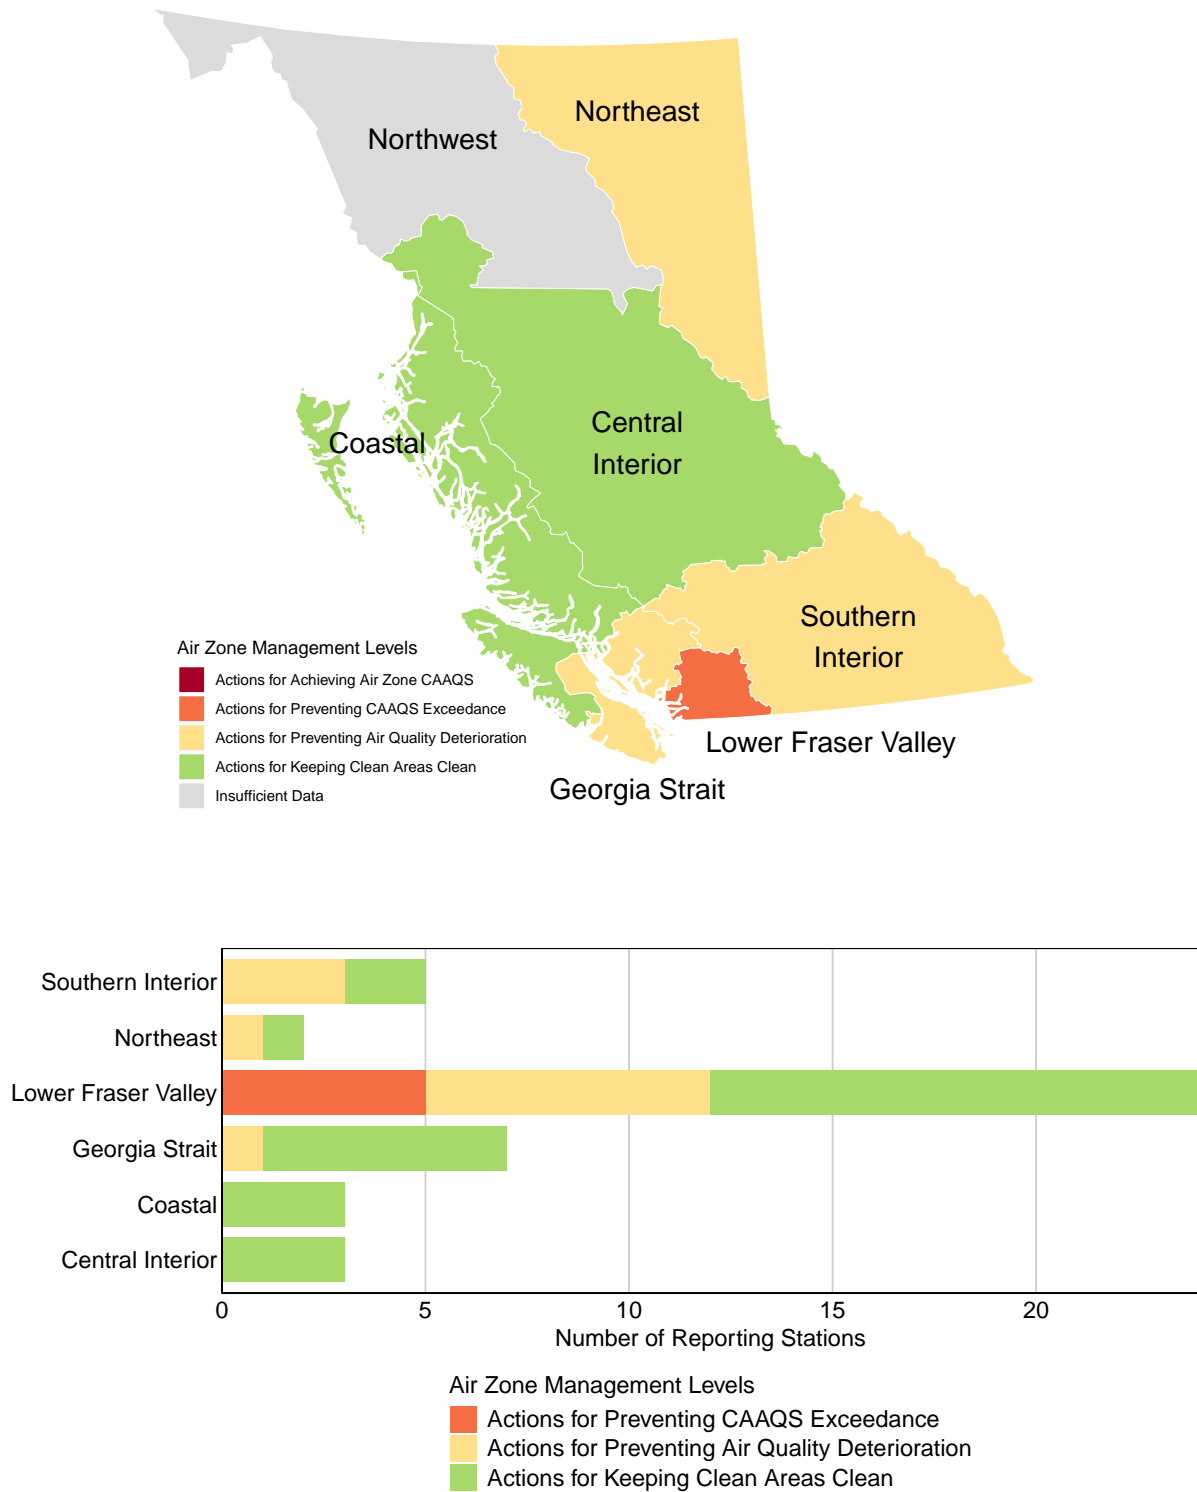 Northeast
Northwest
Central
Interior
Coastal
Southern
Interior
Air Zone Management Levels
Actions for Achieving Air Zone CAAQS
Actions for Preventing CAAQS Exceedance
Actions for Preventing Air Quality Deterioration
Actions for Keeping Clean Areas Clean
Insufficient Data
Lower Fraser Valley
Georgia Strait
Southern Interior
Northeast
Lower Fraser Valley
Georgia Strait
Coastal
Central Interior
0 5 10 15 20
Number of Reporting Stations
Air Zone Management Levels
Actions for Preventing CAAQS Exceedance
Actions for Preventing Air Quality Deterioration
Actions for Keeping Clean Areas Clean